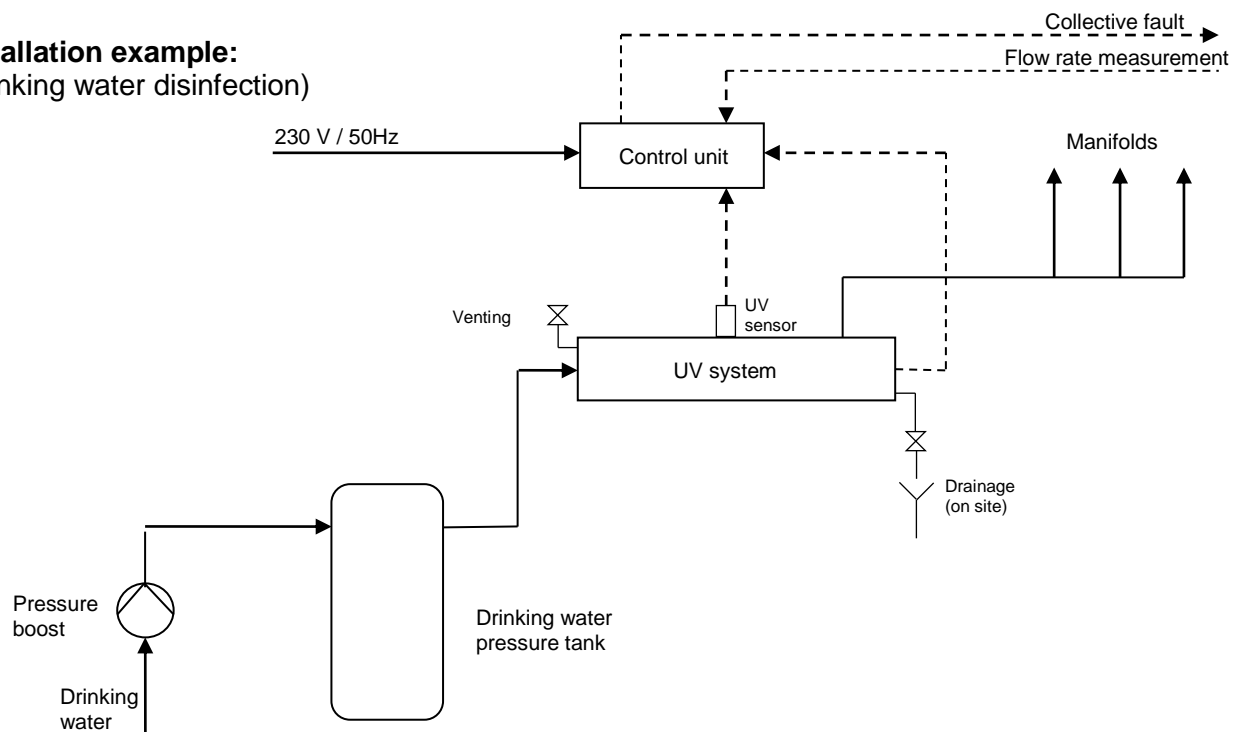 allation example:
nking water disinfection)
Collective fault
Flow rate measurement
230 V / 50Hz
Control unit
Manifolds
Venting
UV
sensor
UV system
Drainage
(on site)
Pressure
boost
Drinking water
pressure tank
Drinking
water